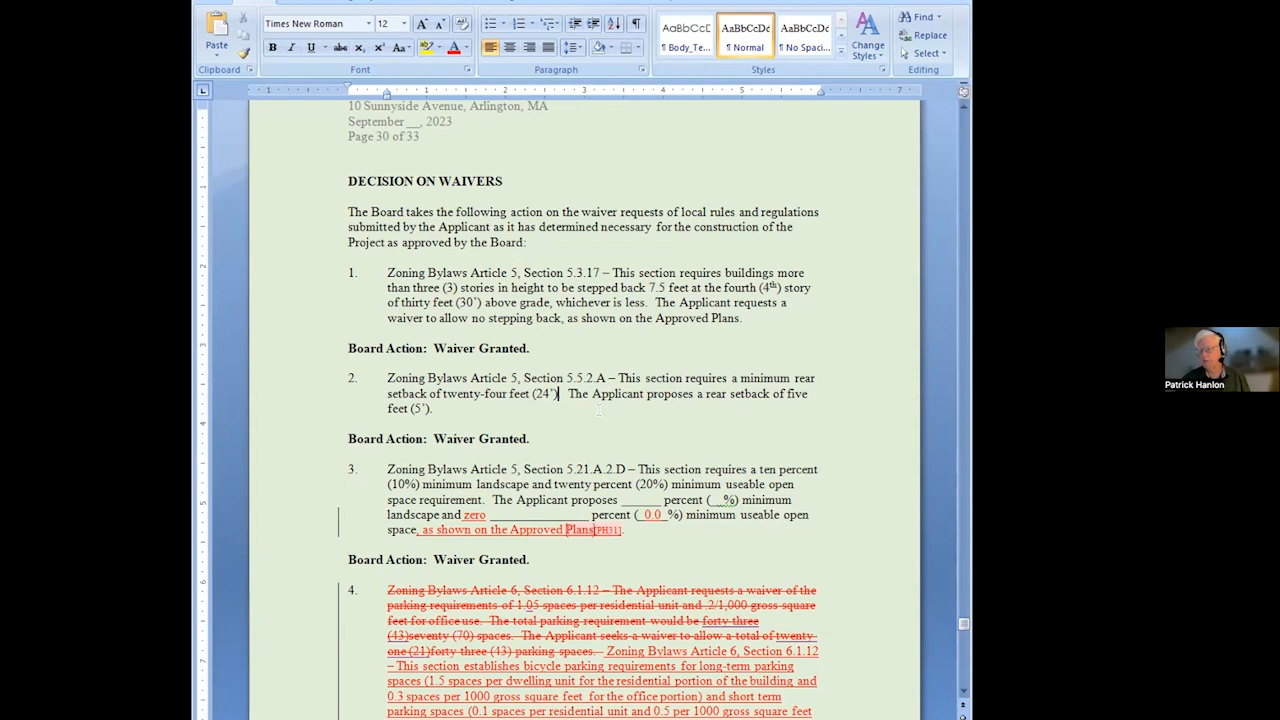 Paste
Clipboard
Times New Roman
12
Font
Paragraph
AaBbCcDc
¶ Body_Te...
AaBbCcDc
¶ Normal
AaBbCcDc
¶ No Spaci...
Change
Styles
Styles
Find
Replace
Select
Editing
10 Sunnyside Avenue, Arlington, MA
September __, 2023
Page 30 of 33
DECISION ON WAIVERS
The Board takes the following action on the waiver requests of local rules and regulations
submitted by the Applicant as it has determined necessary for the construction of the
Project as approved by the Board:
1. Zoning Bylaws Article 5, Section 5.3.17 – This section requires buildings more
than three (3) stories in height to be stepped back 7.5 feet at the fourth (4th) story
of thirty feet (30') above grade, whichever is less. The Applicant requests a
waiver to allow no stepping back, as shown on the Approved Plans.
Board Action: Waiver Granted.
2. Zoning Bylaws Article 5, Section 5.5.2.A – This section requires a minimum rear
setback of twenty-four feet (24') The Applicant proposes a rear setback of five
feet (5').
Board Action: Waiver Granted.
3. Zoning Bylaws Article 5, Section 5.21.A.2.D – This section requires a ten percent
(10%) minimum landscape and twenty percent (20%) minimum useable open
space requirement. The Applicant proposes ______ percent (__%) minimum
landscape and zero ______________ percent (_0.0_%) minimum useable open
space, as shown on the Approved Plans[PH31].
Board Action: Waiver Granted.
4. Zoning Bylaws Article 6, Section 6.1.12 – The Applicant requests a waiver of the
parking requirements of 1.05 spaces per residential unit and .2/1,000 gross square
feet for office use. The total parking requirement would be forty three
(43)seventy (70) spaces. The Applicant seeks a waiver to allow a total of twenty-
one (21)forty three (43) parking spaces. Zoning Bylaws Article 6, Section 6.1.12
– This section establishes bicycle parking requirements for long-term parking
spaces (1.5 spaces per dwelling unit for the residential portion of the building and
0.3 spaces per 1000 gross square feet for the office portion) and short term
parking spaces (0.1 spaces per residential unit and 0.5 per 1000 gross square feet
Patrick Hanlon